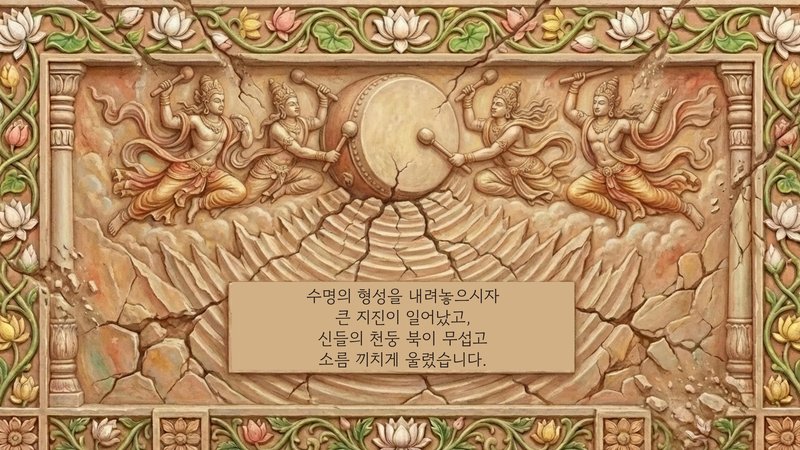 수명의 형성을 내려놓으시자
큰 지진이 일어났고,
신들의 천둥 북이 무섭고
소름 끼치게 울렸습니다.